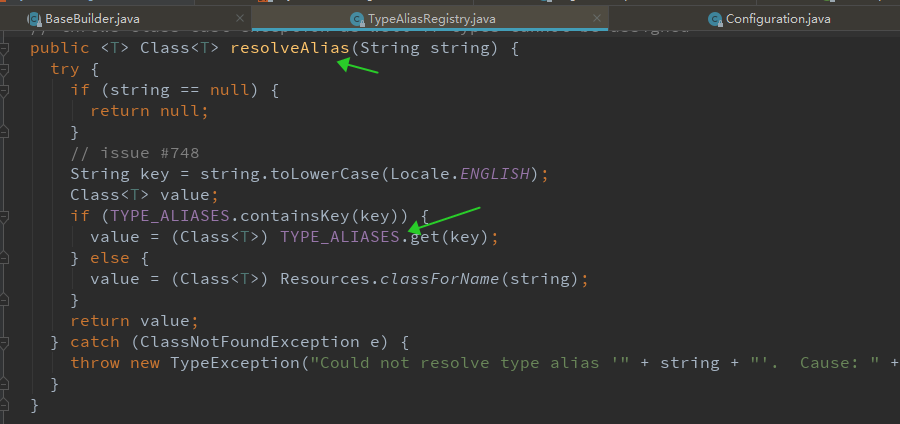 BaseBuilder.java TypeAliasRegistry.java Configuration.java
public <T> Class<T> resolveAlias(String string) {
try {
if (string == null) {
return null;
}
// issue #748
String key = string.toLowerCase(Locale.ENGLISH);
Class<T> value;
if (TYPE_ALIASES.containsKey(key)) {
value = (Class<T>) TYPE_ALIASES.get(key);
} else {
value = (Class<T>) Resources.classForName(string);
}
return value;
} catch (ClassNotFoundException e) {
throw new TypeException("Could not resolve type alias '" + string + "'.  Cause: " +
}
}